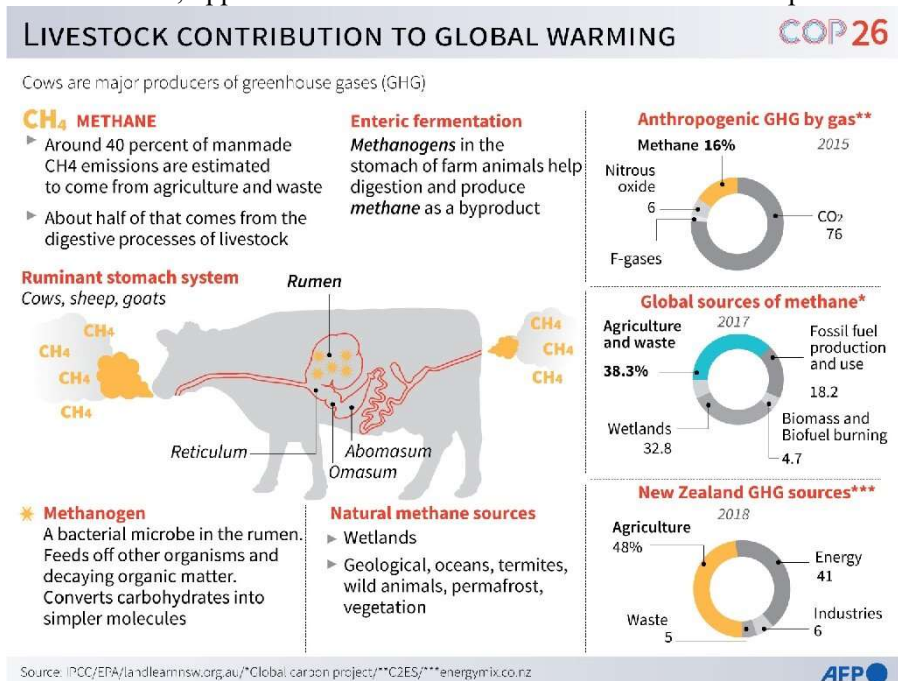 LIVESTOCK CONTRIBUTION TO GLOBAL WARMING
COP26
Cows are major producers of greenhouse gases (GHG)
CH4 METHANE
Around 40 percent of manmade
CH4 emissions are estimated
to come from agriculture and waste
About half of that comes from the
digestive processes of livestock
Enteric fermentation
Methanogens in the
stomach of farm animals help
digestion and produce
methane as a byproduct
Ruminant stomach system
Cows, sheep, goats
Rumen
CH4
CH4
CH4
CH4
CH4
CH4
CH4
Reticulum
Abomasum
Omasum
Methanogen
A bacterial microbe in the rumen.
Feeds off other organisms and
decaying organic matter.
Converts carbohydrates into
simpler molecules
Natural methane sources
Wetlands
Geological, oceans, termites,
wild animals, permafrost,
vegetation
Anthropogenic GHG by gas**
Methane 16%
2015
Nitrous
oxide
6
CO2
76
F-gases
Global sources of methane*
2017
Agriculture
and waste
38.3%
Fossil fuel
production
and use
18.2
Wetlands
32.8
Biomass and
Biofuel burning
4.7
New Zealand GHG sources***
2018
Agriculture
48%
Energy
41
Waste
5
Industries
6
Source: IPCC/EPA/landlearnnsw.org.au/*Global carbon project/**C2ES/***energymix.co.nz
AFP